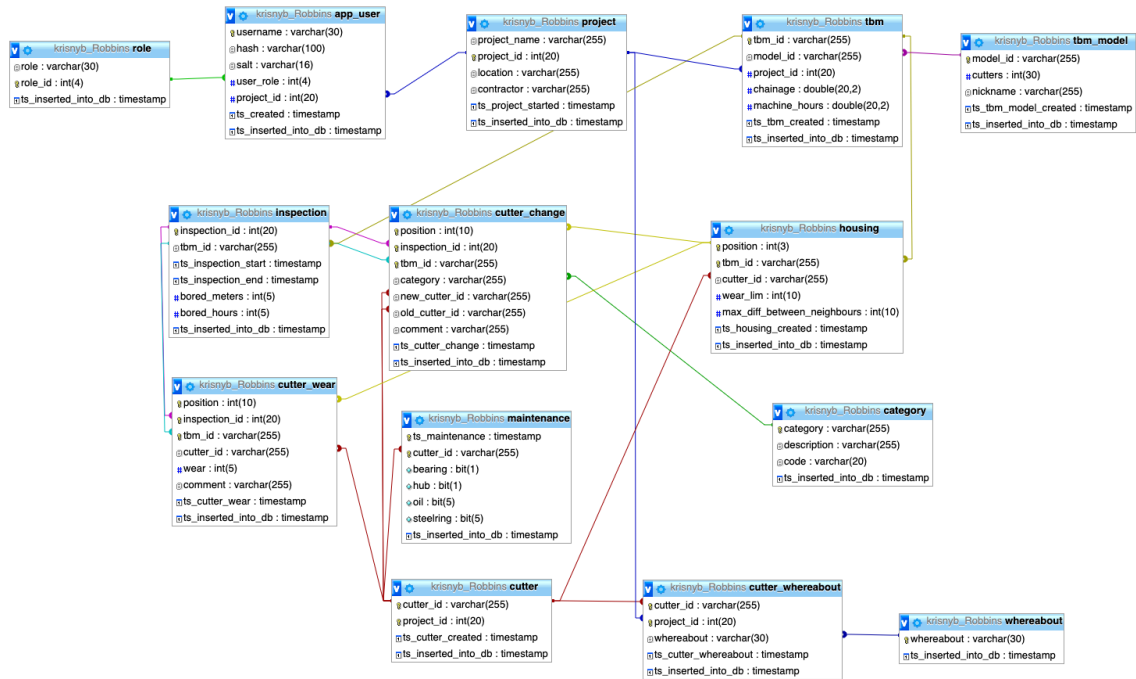 krisnyb_Robbins role
role : varchar(30)
role_id : int(4)
ts_inserted_into_db : timestamp
krisnyb_Robbins app_user
username : varchar(30)
hash : varchar(100)
salt : varchar(16)
user_role : int(4)
project_id : int(20)
ts_created : timestamp
ts_inserted_into_db : timestamp
krisnyb_Robbins project
project_name : varchar(255)
project_id : int(20)
location : varchar(255)
contractor : varchar(255)
ts_project_started : timestamp
ts_inserted_into_db : timestamp
krisnyb_Robbins tbm
tbm_id : varchar(255)
model_id : varchar(255)
project_id : int(20)
chainage : double(20,2)
machine_hours : double(20,2)
ts_tbm_created : timestamp
ts_inserted_into_db : timestamp
krisnyb_Robbins tbm_model
model_id : varchar(255)
cutters : int(30)
nickname : varchar(255)
ts_tbm_model_created : timestamp
ts_inserted_into_db : timestamp
krisnyb_Robbins inspection
inspection_id : int(20)
tbm_id : varchar(255)
ts_inspection_start : timestamp
ts_inspection_end : timestamp
bored_meters : int(5)
bored_hours : int(5)
ts_inserted_into_db : timestamp
krisnyb_Robbins cutter_change
position : int(10)
inspection_id : int(20)
tbm_id : varchar(255)
category : varchar(255)
new_cutter_id : varchar(255)
old_cutter_id : varchar(255)
comment : varchar(255)
ts_cutter_change : timestamp
ts_inserted_into_db : timestamp
krisnyb_Robbins housing
position : int(3)
tbm_id : varchar(255)
cutter_id : varchar(255)
wear_lim : int(10)
max_diff_between_neighbours : int(10)
ts_housing_created : timestamp
ts_inserted_into_db : timestamp
krisnyb_Robbins cutter_wear
position : int(10)
inspection_id : int(20)
tbm_id : varchar(255)
cutter_id : varchar(255)
wear : int(5)
comment : varchar(255)
ts_cutter_wear : timestamp
ts_inserted_into_db : timestamp
krisnyb_Robbins maintenance
ts_maintenance : timestamp
cutter_id : varchar(255)
bearing : bit(1)
hub : bit(1)
oil : bit(5)
steelring : bit(5)
ts_inserted_into_db : timestamp
krisnyb_Robbins category
category : varchar(255)
description : varchar(255)
code : varchar(20)
ts_inserted_into_db : timestamp
krisnyb_Robbins cutter
cutter_id : varchar(255)
project_id : int(20)
ts_cutter_created : timestamp
ts_inserted_into_db : timestamp
krisnyb_Robbins cutter_whereabout
cutter_id : varchar(255)
project_id : int(20)
whereabout : varchar(30)
ts_cutter_whereabout : timestamp
ts_inserted_into_db : timestamp
krisnyb_Robbins whereabout
whereabout : varchar(30)
ts_inserted_into_db : timestamp